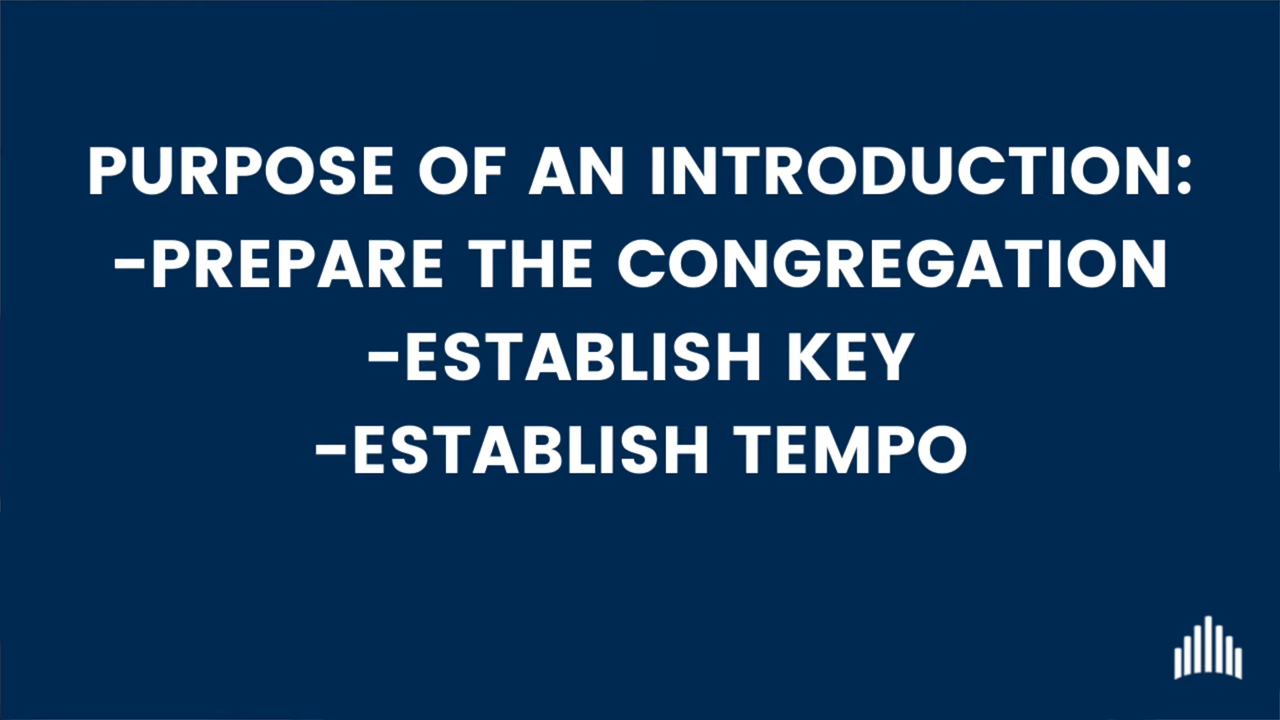 PURPOSE OF AN INTRODUCTION:
-PREPARE THE CONGREGATION
-ESTABLISH KEY
-ESTABLISH TEMPO